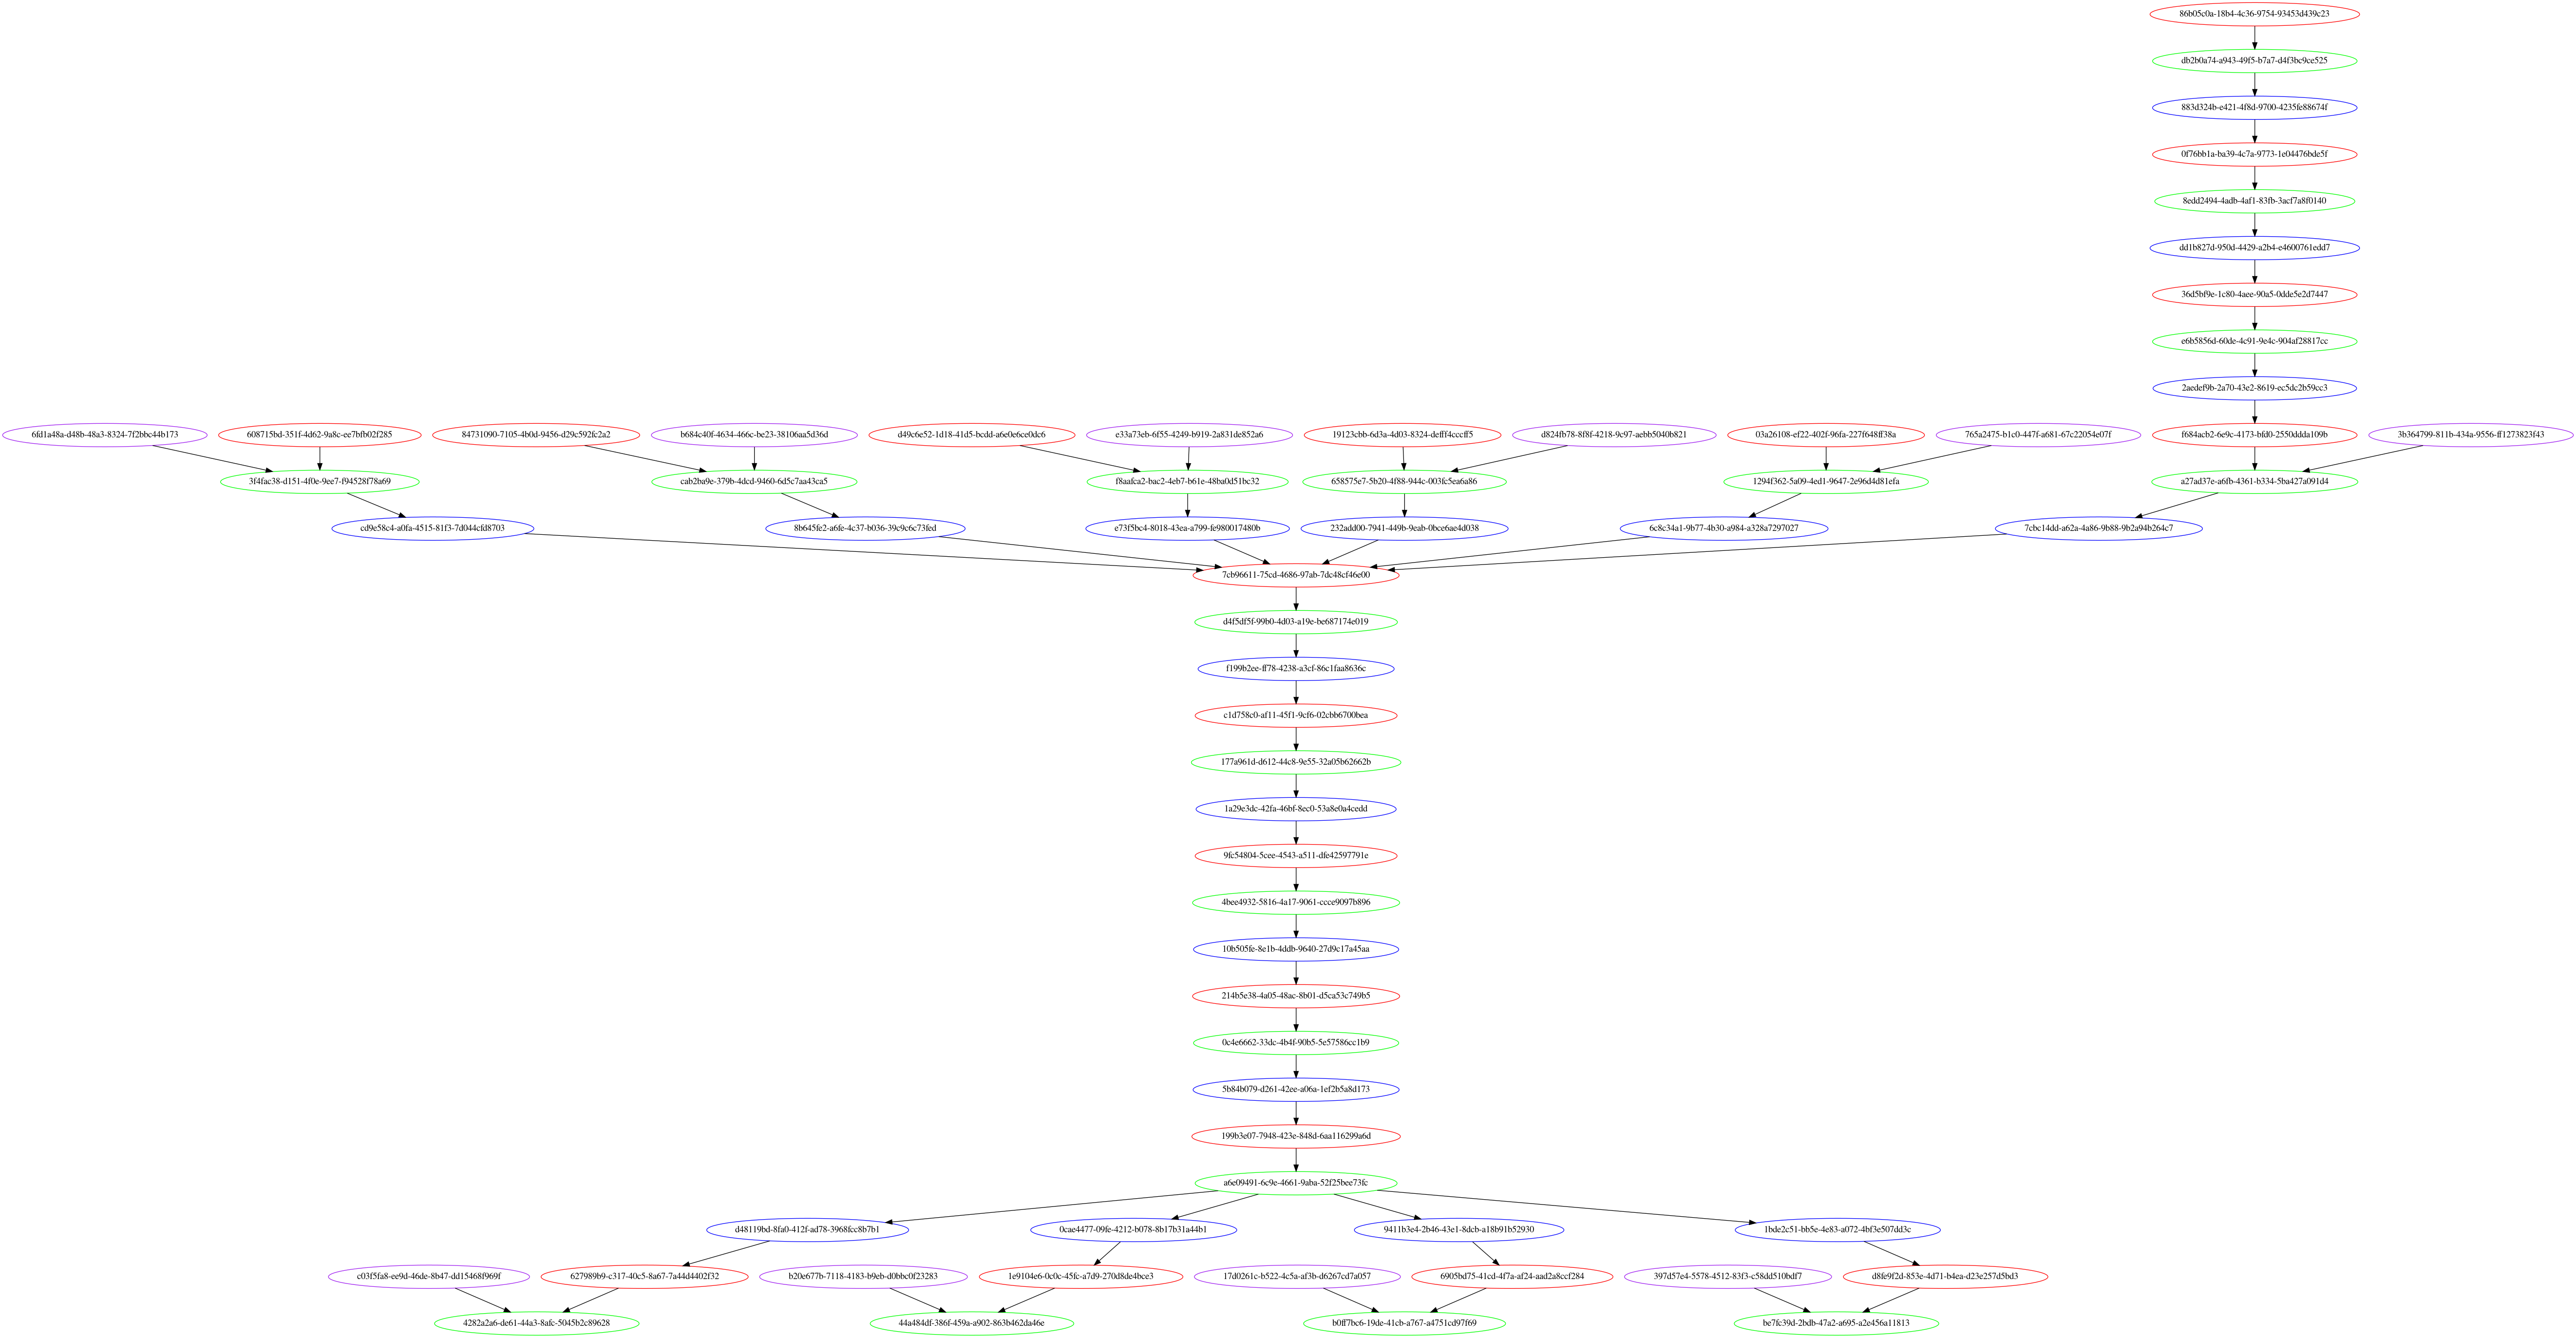 86b05c0a-18b4-4c36-9754-93453d439c23
db2b0a74-a943-49f5-b7a7-d4f3bc9ce525
883d324b-e421-4f8d-9700-4235fe88674f
0f76bb1a-ba39-4c7a-9773-1e04476bde5f
8edd2494-4adb-4af1-83fb-3acf7a8f0140
dd1b827d-950d-4429-a2b4-e4600761edd7
36d5bf9e-1c80-4aee-90a5-0dde5e2d7447
e6b5856d-60de-4c91-9e4c-904af28817cc
2aedef9b-2a70-43e2-8619-ec5dc2b59cc3
6fd1a48a-d48b-48a3-8324-7f2bbc44b173
608715bd-351f-4d62-9a8c-ee7bfb02f285
84731090-7105-4b0d-9456-d29c592fc2a2
b684c40f-4634-466c-be23-38106aa5d36d
d49c6e52-1d18-41d5-bcdd-a6e0e6ce0dc6
e33a73eb-6f55-4249-b919-2a831de852a6
19123cbb-6d3a-4d03-8324-defff4cccff5
d824fb78-8f8f-4218-9c97-aebb5040b821
03a26108-ef22-402f-96fa-227f648ff38a
765a2475-b1c0-447f-a681-67c22054e07f
f684acb2-6e9c-4173-bfd0-2550ddda109b
3b364799-811b-434a-9556-ff1273823f43
3f4fac38-d151-4f0e-9ee7-f94528f78a69
cab2ba9e-379b-4dcd-9460-6d5c7aa43ca5
f8aafca2-bac2-4eb7-b61e-48ba0d51bc32
658575e7-5b20-4f88-944c-003fc5ea6a86
1294f362-5a09-4ed1-9647-2e96d4d81efa
a27ad37e-a6fb-4361-b334-5ba427a091d4
cd9e58c4-a0fa-4515-81f3-7d044cfd8703
8b645fe2-a6fe-4c37-b036-39c9c6c73fed
e73f5bc4-8018-43ea-a799-fe980017480b
232add00-7941-449b-9eab-0bce6ae4d038
6c8c34a1-9b77-4b30-a984-a328a7297027
7cbc14dd-a62a-4a86-9b88-9b2a94b264c7
7cb96611-75cd-4686-97ab-7dc48cf46e00
d4f5df5f-99b0-4d03-a19e-be687174e019
f199b2ee-ff78-4238-a3cf-86c1faa8636c
c1d758c0-af11-45f1-9cf6-02cbb6700bea
177a961d-d612-44c8-9e55-32a05b62662b
1a29e3dc-42fa-46bf-8ec0-53a8e0a4cedd
9fc54804-5cee-4543-a511-dfe42597791e
4bee4932-5816-4a17-9061-ccce9097b896
10b505fe-8e1b-4ddb-9640-27d9c17a45aa
214b5e38-4a05-48ac-8b01-d5ca53c749b5
0c4e6662-33dc-4b4f-90b5-5e57586cc1b9
5b84b079-d261-42ee-a06a-1ef2b5a8d173
199b3e07-7948-423e-848d-6aa116299a6d
a6e09491-6c9e-4661-9aba-52f25bee73fc
d48119bd-8fa0-412f-ad78-3968fcc8b7b1
0cae4477-09fe-4212-b078-8b17b31a44b1
9411b3e4-2b46-43e1-8dcb-a18b91b52930
1bde2c51-bb5e-4e83-a072-4bf3e507dd3c
c03f5fa8-ee9d-46de-8b47-dd15468f969f
627989b9-c317-40c5-8a67-7a44d4402f32
b20e677b-7118-4183-b9eb-d0bbc0f23283
1e9104e6-0c0c-45fc-a7d9-270d8de4bce3
17d0261c-b522-4c5a-af3b-d6267cd7a057
6905bd75-41cd-4f7a-af24-aad2a8ccf284
397d57e4-5578-4512-83f3-c58dd510bdf7
d8fe9f2d-853e-4d71-b4ea-d23e257d5bd3
4282a2a6-de61-44a3-8afc-5045b2c89628
44a484df-386f-459a-a902-863b462da46e
b0ff7bc6-19de-41cb-a767-a4751cd97f69
be7fc39d-2bdb-47a2-a695-a2e456a11813